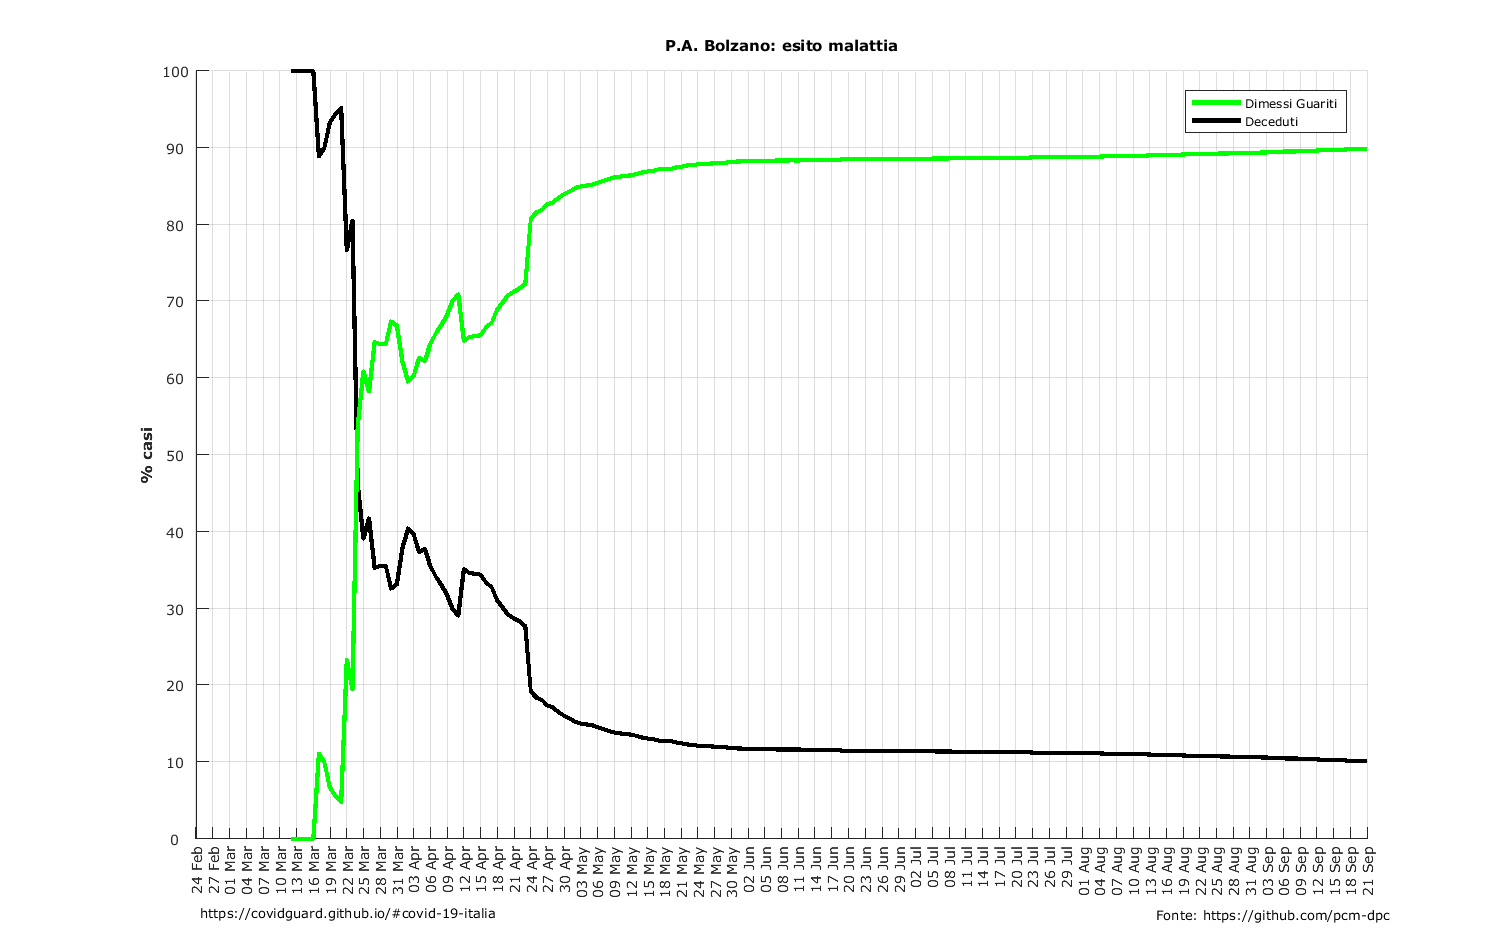 P.A. Bolzano: esito malattia
Dimessi Guariti
Deceduti
% casi
100
90
80
70
60
50
40
30
20
10
0
24 Feb
27 Feb
01 Mar
04 Mar
07 Mar
10 Mar
13 Mar
16 Mar
19 Mar
22 Mar
25 Mar
28 Mar
31 Mar
03 Apr
06 Apr
09 Apr
12 Apr
15 Apr
18 Apr
21 Apr
24 Apr
27 Apr
30 Apr
03 May
06 May
09 May
12 May
15 May
18 May
21 May
24 May
27 May
30 May
02 Jun
05 Jun
08 Jun
11 Jun
14 Jun
17 Jun
20 Jun
23 Jun
26 Jun
29 Jun
02 Jul
05 Jul
08 Jul
11 Jul
14 Jul
17 Jul
20 Jul
23 Jul
26 Jul
29 Jul
01 Aug
04 Aug
07 Aug
10 Aug
13 Aug
16 Aug
19 Aug
22 Aug
25 Aug
28 Aug
31 Aug
03 Sep
06 Sep
09 Sep
12 Sep
15 Sep
18 Sep
21 Sep
https://covidguard.github.io/#covid-19-italia
Fonte: https://github.com/pcm-dpc